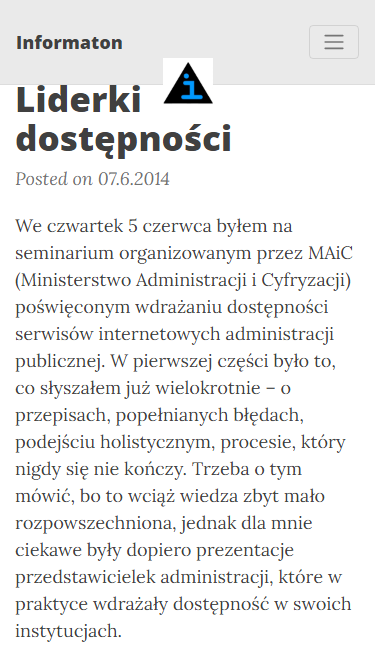 Informaton
i
Liderki
dostępności
Posted on 07.6.2014
We czwartek 5 czerwca byłem na
seminarium organizowanym przez MAiC
(Ministerstwo Administracji i Cyfryzacji)
poświęconym wdrażaniu dostępności
serwisów internetowych administracji
publicznej. W pierwszej części było to,
co słyszałem już wielokrotnie – o
przepisach, popełnianych błędach,
podejściu holistycznym, procesie, który
nigdy się nie kończy. Trzeba o tym
mówić, bo to wciąż wiedza zbyt mało
rozpowszechniona, jednak dla mnie
ciekawe były dopiero prezentacje
przedstawicielek administracji, które w
praktyce wdrażały dostępność w swoich
instytucjach.